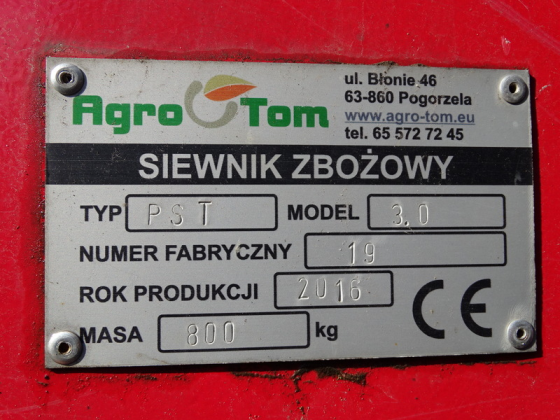 Agro Tom
ul. Błonie 46
63-860 Pogorzela
www.agro-tom.eu
tel. 65 572 72 45
SIEWNIK ZBOŻOWY
TYP PST MODEL 3.0
NUMER FABRYCZNY 19
ROK PRODUKCJI 2016
MASA 800 kg
CE